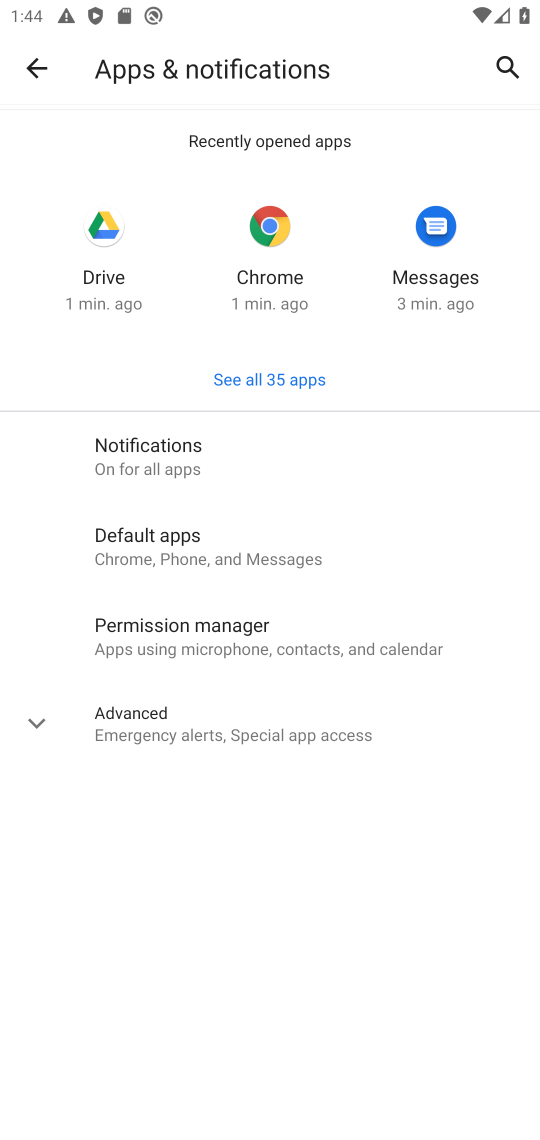 1:44
Apps & notifications
Recently opened apps
Drive
1 min. ago
Chrome
1 min. ago
Messages
3 min. ago
See all 35 apps
Notifications
On for all apps
Default apps
Chrome, Phone, and Messages
Permission manager
Apps using microphone, contacts, and calendar
Advanced
Emergency alerts, Special app access